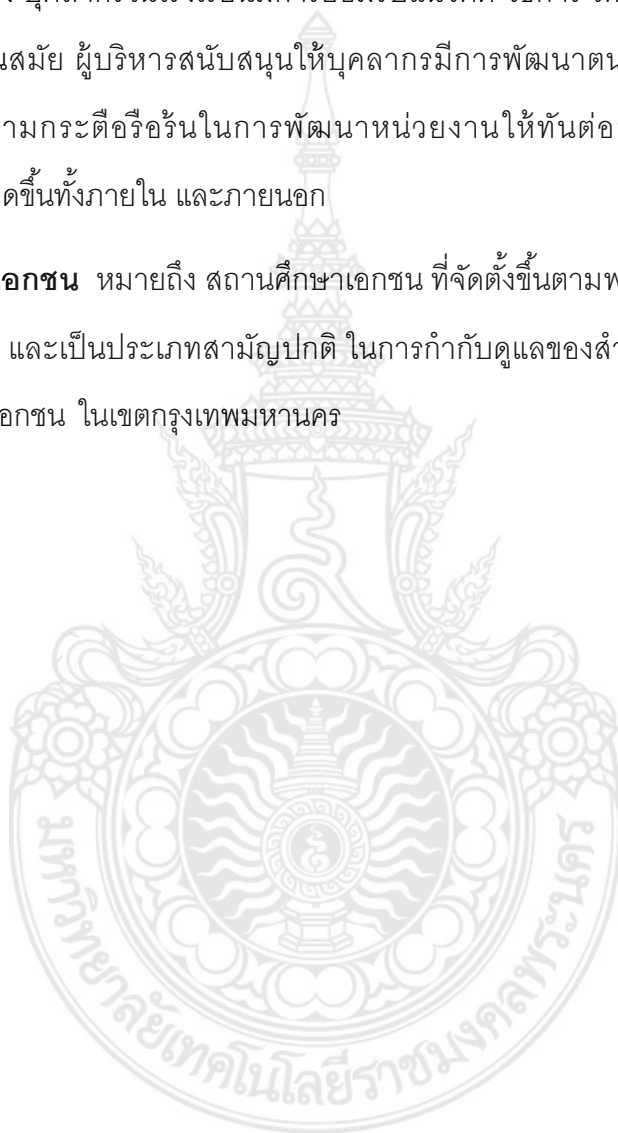 นสมัย ผู้บริหารสนับสนุนให้บุคลากรมีการพัฒนาตน
ามกระตือรือร้นในการพัฒนาหน่วยงานให้ทันต่อ
ดขึ้นทั้งภายใน และภายนอก
อกชน หมายถึง สถานศึกษาเอกชน ที่จัดตั้งขึ้นตามพ
และเป็นประเภทสามัญปกติ ในการกำกับดูแลของสำ
อกชน ในเขตกรุงเทพมหานคร
มหาวิทยาลัยเทคโนโลยีราชมงคลพระนคร